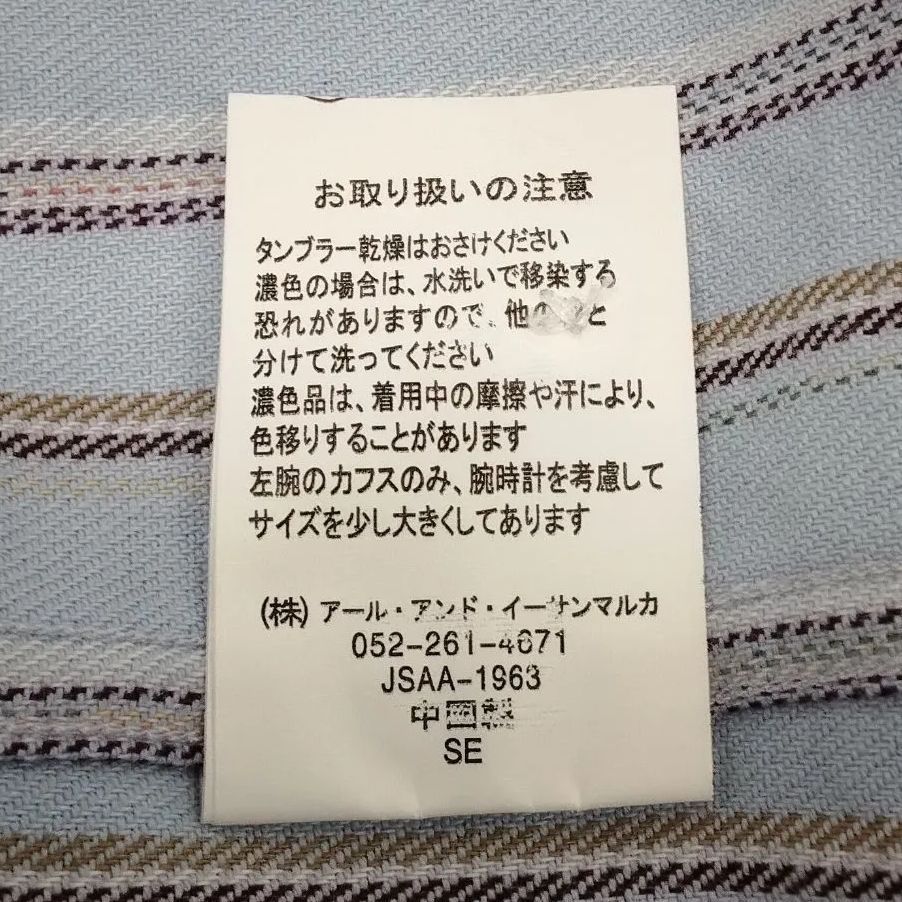 お取り扱いの注意
タンブラー乾燥はおさけください
濃色の場合は、水洗いで移染する
恐れがありますので、他の と
分けて洗ってください
濃色品は、着用中の摩擦や汗により、
色移りすることがあります
左腕のカフスのみ、腕時計を考慮して
サイズを少し大きくしてあります
(株) アール・アンド・イーサンマルカ
052-261-4671
JSAA-1963
中国製
SE